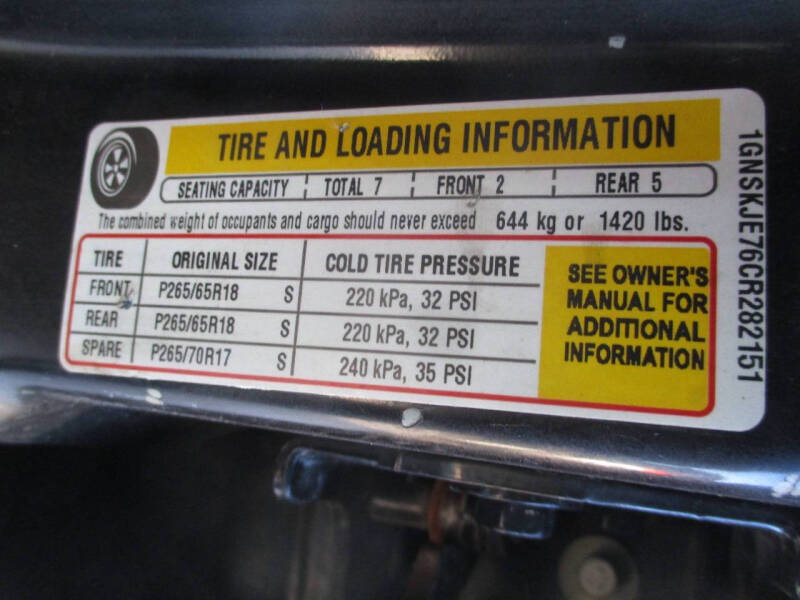 TIRE AND LOADING INFORMATION
SEATING CAPACITY TOTAL 7 FRONT 2 REAR 5
The combined weight of occupants and cargo should never exceed 644 kg or 1420 lbs.
TIRE ORIGINAL SIZE COLD TIRE PRESSURE
FRONT P265/65R18 S 220 kPa, 32 PSI
REAR P265/65R18 S 220 kPa, 32 PSI
SPARE P265/70R17 S 240 kPa, 35 PSI
SEE OWNER'S
MANUAL FOR
ADDITIONAL
INFORMATION
1GNSKJE76CR282151